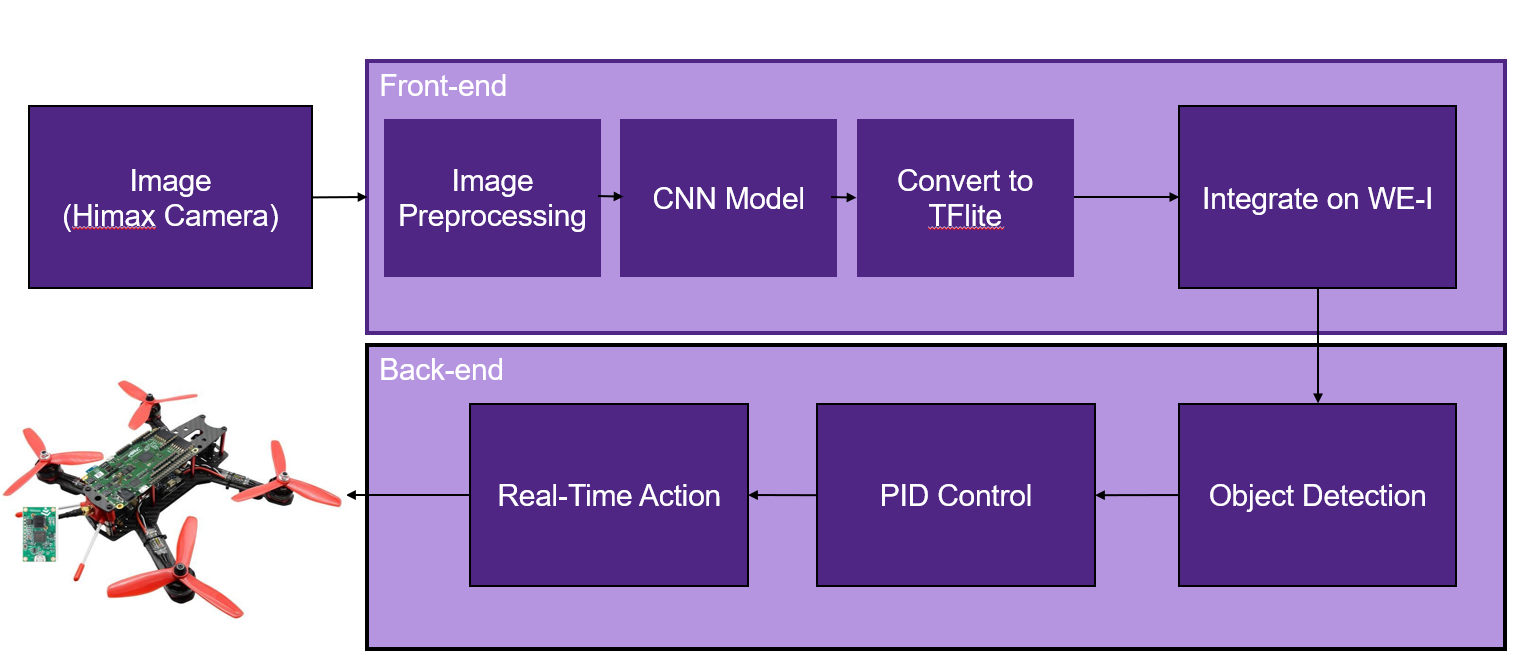 Front-end
Image
(Himax Camera)
Image
Preprocessing
CNN Model
Convert to
TFlite
Integrate on WE-I
Back-end
Real-Time Action
PID Control
Object Detection